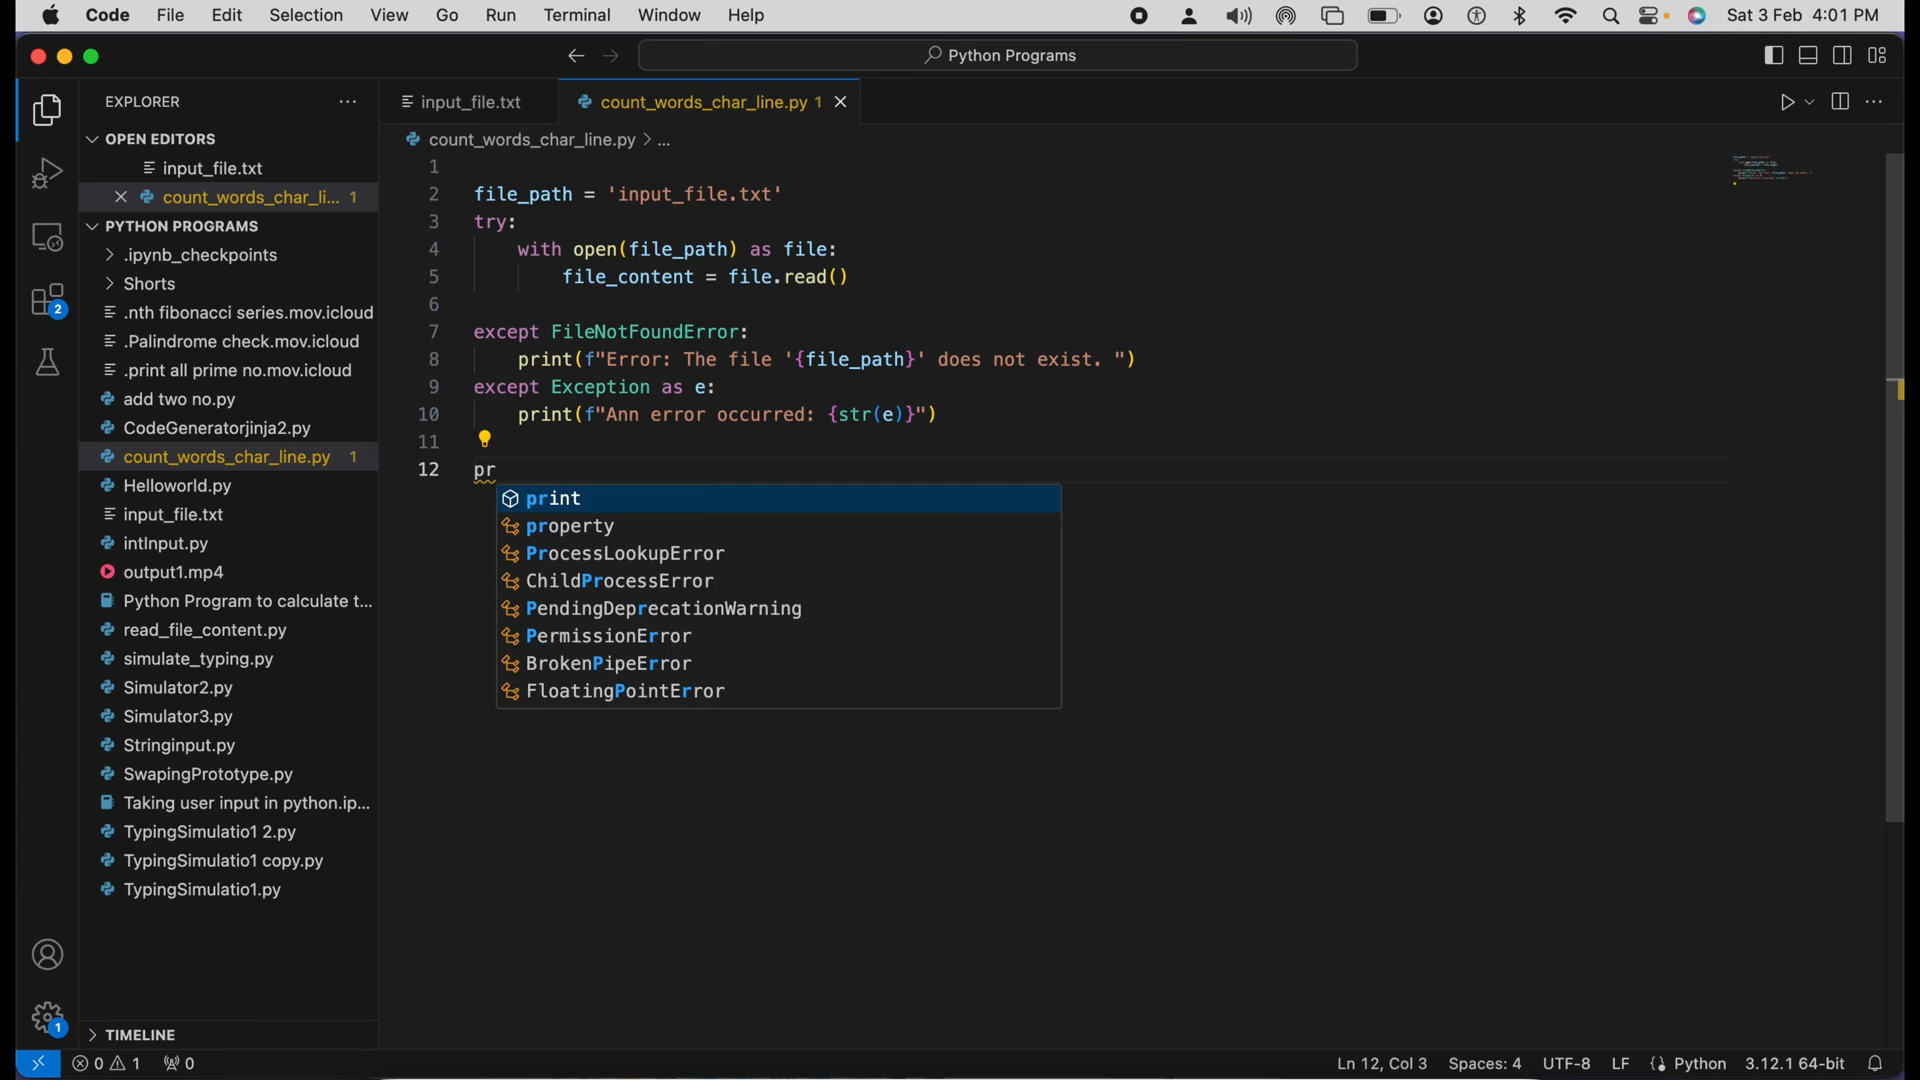 Code File Edit Selection View Go Run Terminal Window Help Sat 3 Feb 4:01 PM
Python Programs
EXPLORER
OPEN EDITORS
input_file.txt
count_words_char_li... 1
PYTHON PROGRAMS
.ipynb_checkpoints
Shorts
.nth fibonacci series.mov.icloud
.Palindrome check.mov.icloud
.print all prime no.mov.icloud
add two no.py
CodeGeneratorjinja2.py
count_words_char_line.py 1
Helloworld.py
input_file.txt
intInput.py
output1.mp4
Python Program to calculate t...
read_file_content.py
simulate_typing.py
Simulator2.py
Simulator3.py
Stringinput.py
SwapingPrototype.py
Taking user input in python.ip...
TypingSimulatio1 2.py
TypingSimulatio1 copy.py
TypingSimulatio1.py
TIMELINE
2
1
input_file.txt count_words_char_line.py 1
count_words_char_line.py > ...
1
2 file_path = 'input_file.txt'
3 try:
4 with open(file_path) as file:
5 file_content = file.read()
6
7 except FileNotFoundError:
8 print(f"Error: The file '{file_path}' does not exist. ")
9 except Exception as e:
10 print(f"Ann error occurred: {str(e)}")
11
12 pr
print
property
ProcessLookupError
ChildProcessError
PendingDeprecationWarning
PermissionError
BrokenPipeError
FloatingPointError
0 1 0 Ln 12, Col 3 Spaces: 4 UTF-8 LF Python 3.12.1 64-bit